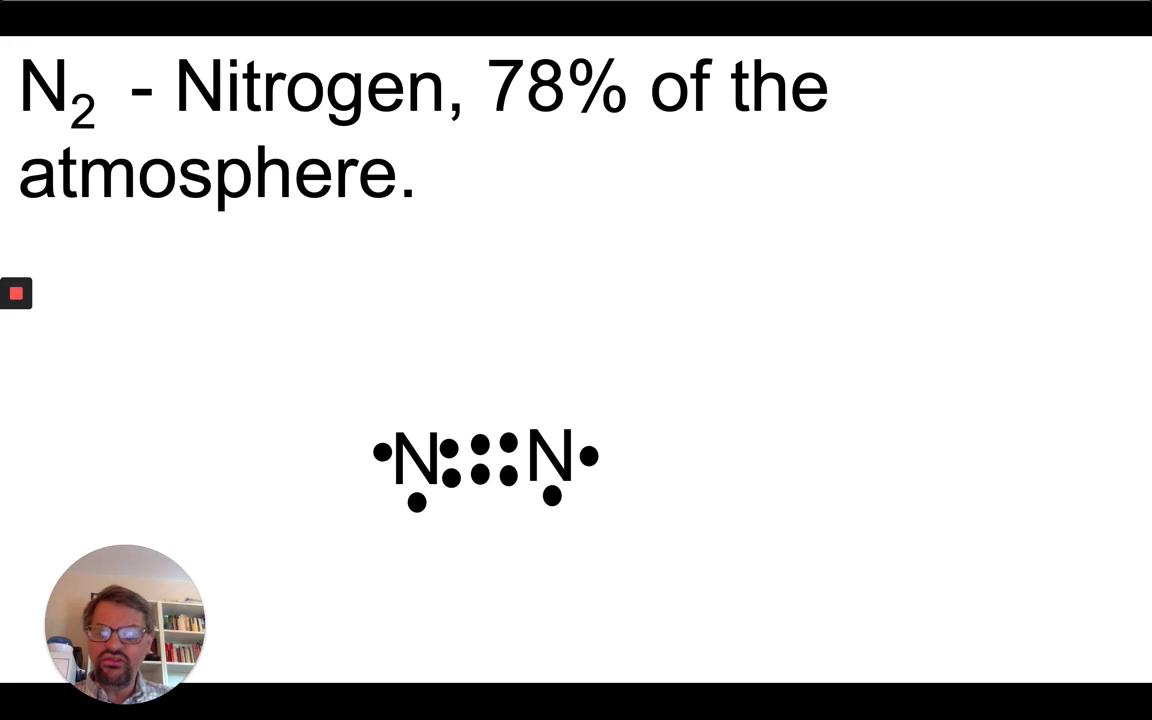 N₂ - Nitrogen, 78% of the
atmosphere.
N N